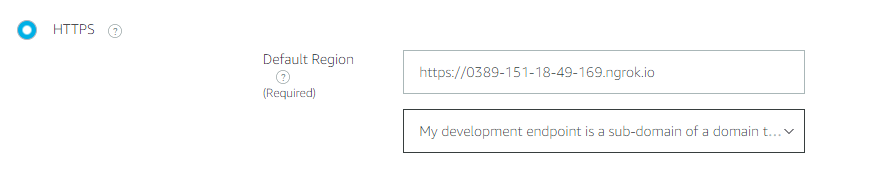 HTTPS ?
Default Region
?
(Required)
https://0389-151-18-49-169.ngrok.io
My development endpoint is a sub-domain of a domain t...